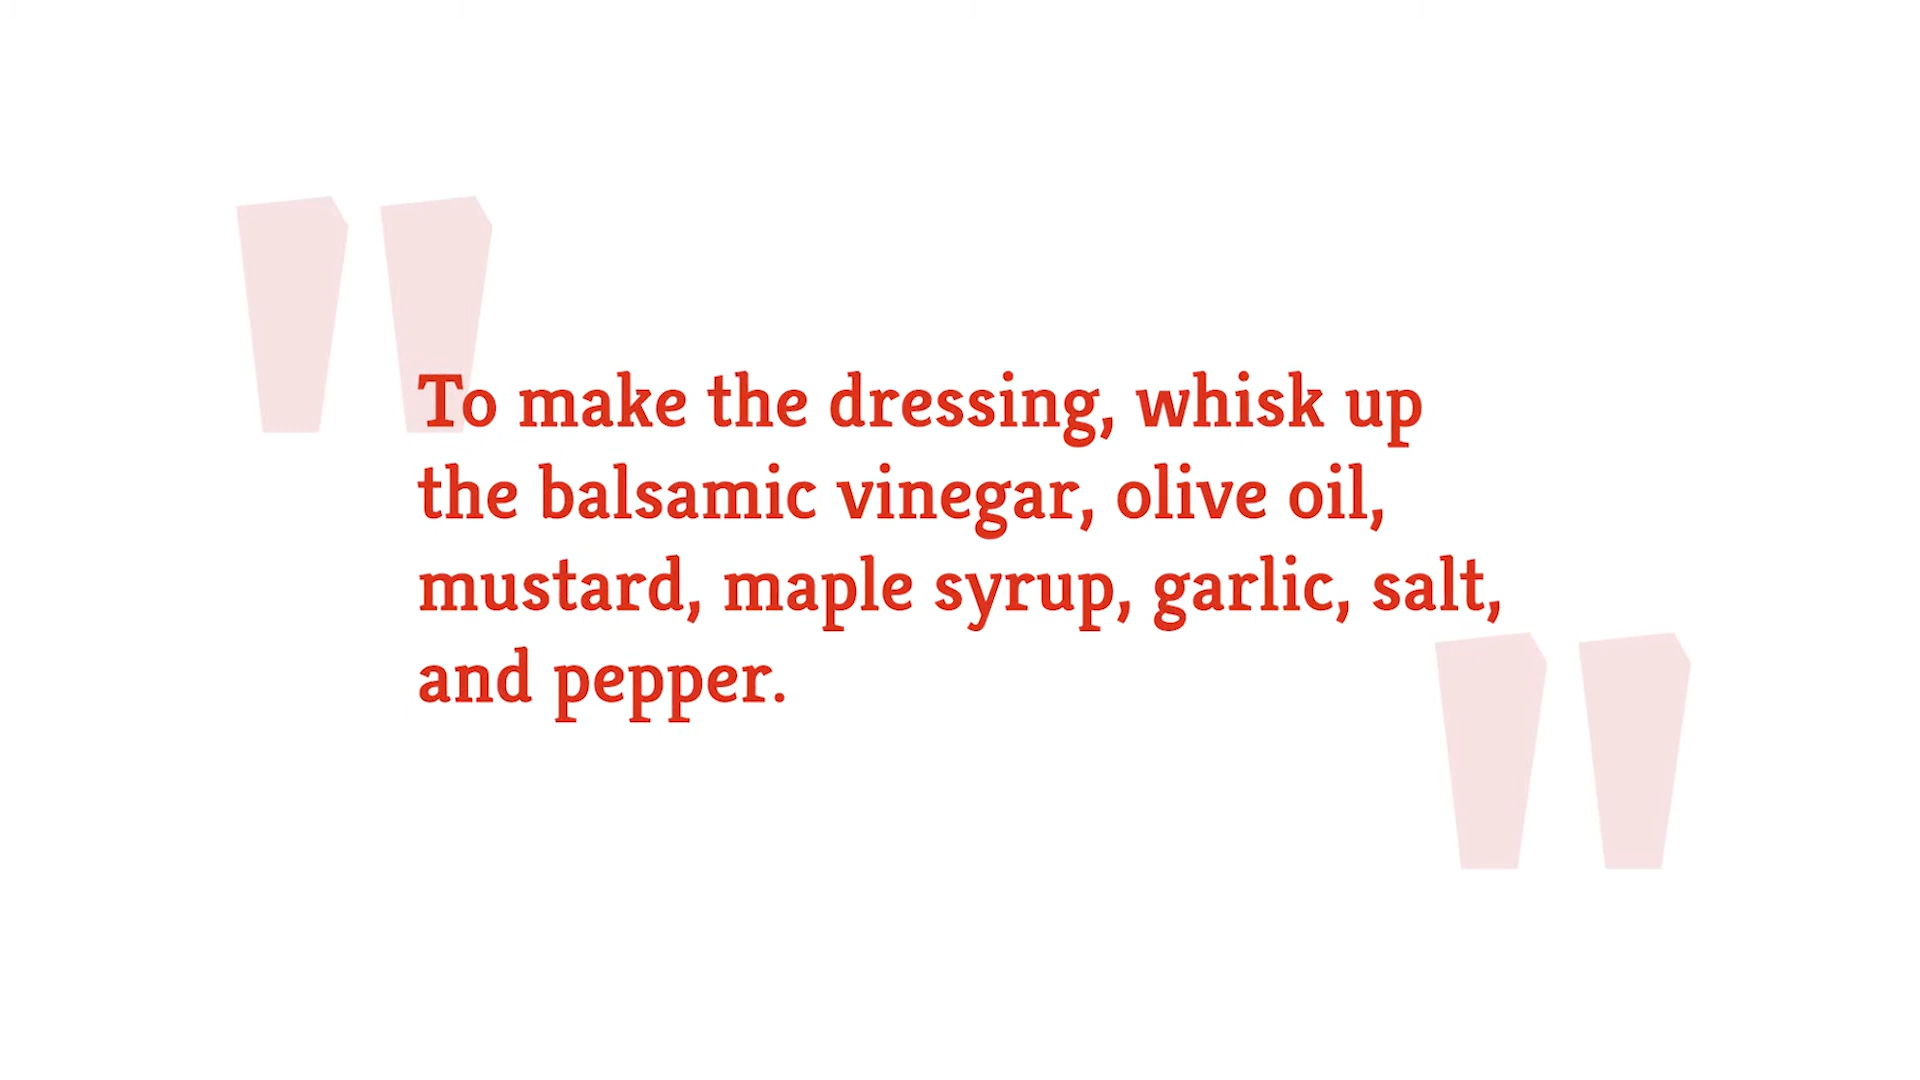 To make the dressing, whisk up
the balsamic vinegar, olive oil,
mustard, maple syrup, garlic, salt,
and pepper.